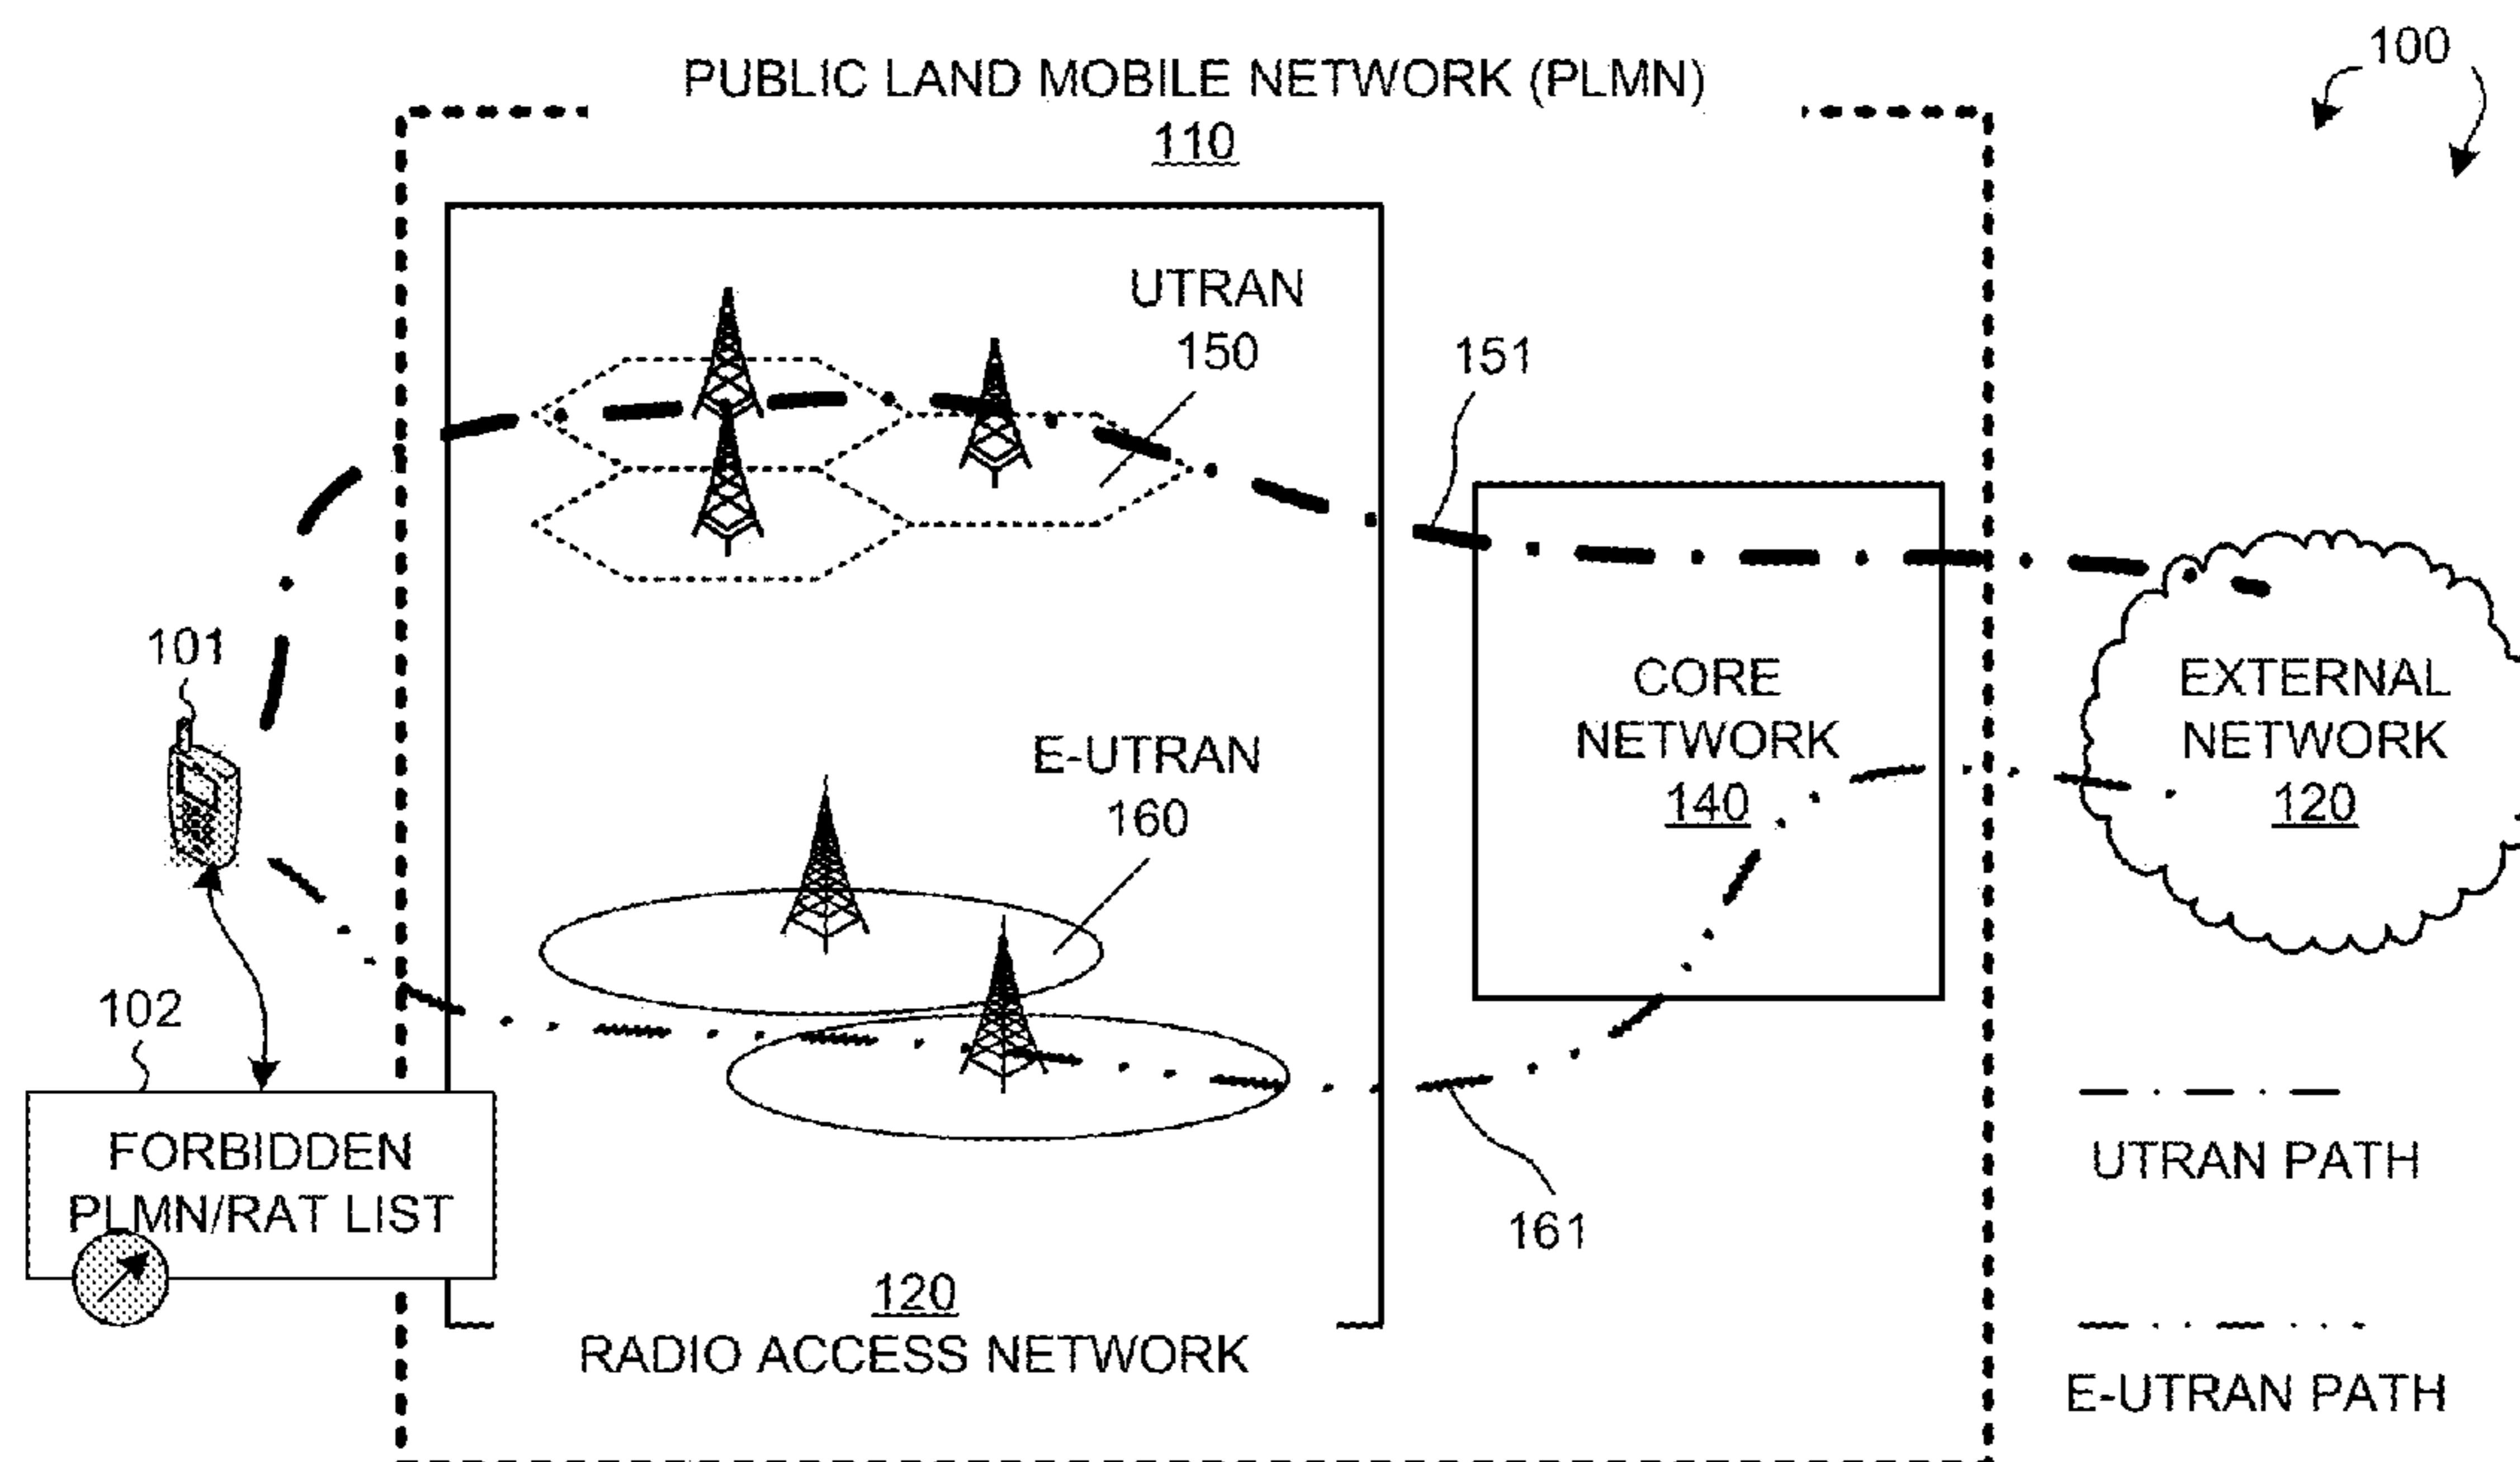 100
PUBLIC LAND MOBILE NETWORK (PLMN)
110
UTRAN
150
151
101
CORE
NETWORK
140
EXTERNAL
NETWORK
120
E-UTRAN
160
102
FORBIDDEN
PLMN/RAT LIST
161
UTRAN PATH
120
RADIO ACCESS NETWORK
E-UTRAN PATH